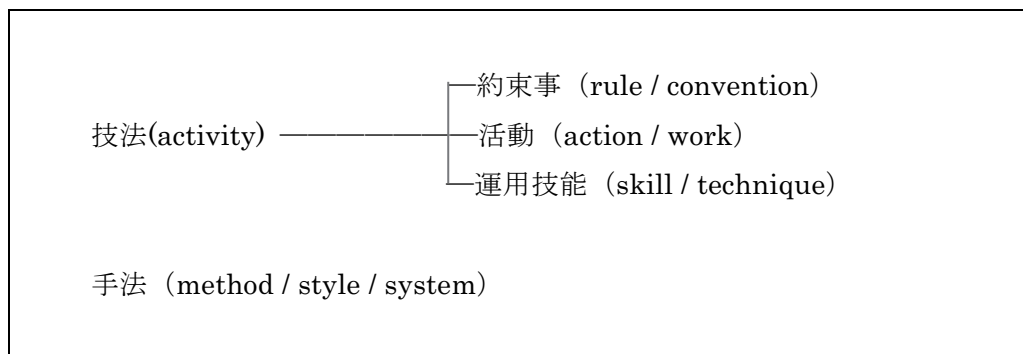 約束事（rule / convention）
技法(activity)
活動（action / work）
運用技能（skill / technique）
手法（method / style / system）